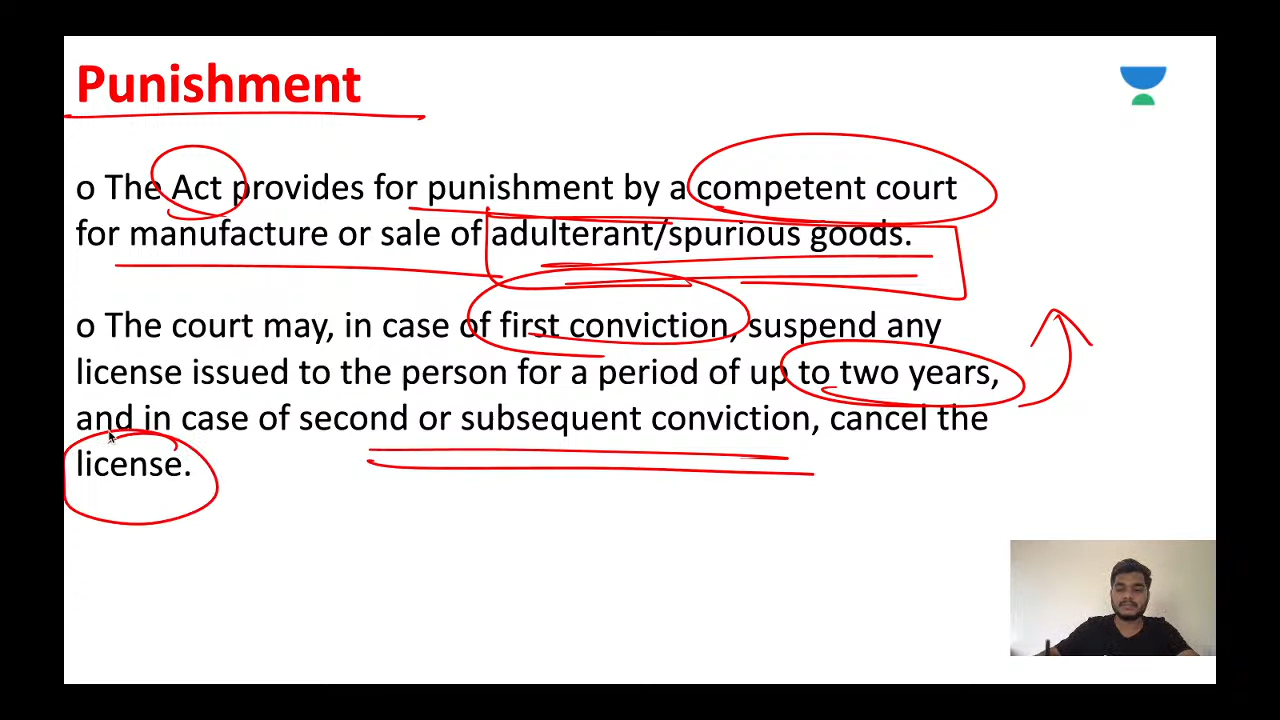 Punishment
o The Act provides for punishment by a competent court
for manufacture or sale of adulterant/spurious goods.
o The court may, in case of first conviction, suspend any
license issued to the person for a period of up to two years,
and in case of second or subsequent conviction, cancel the
license.